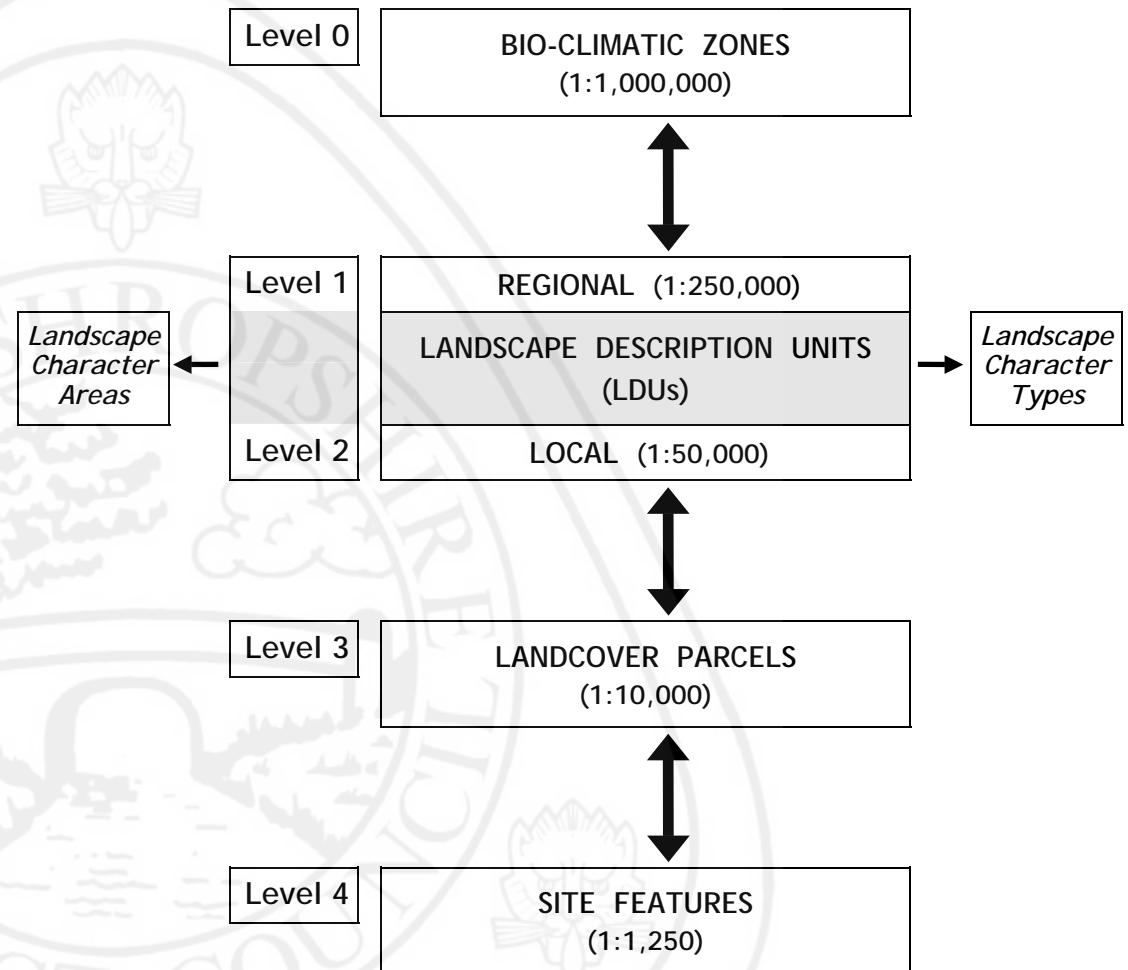 Level 0
BIO-CLIMATIC ZONES
(1:1,000,000)
Level 1
REGIONAL (1:250,000)
Landscape
Character
Areas
LANDSCAPE DESCRIPTION UNITS
(LDUs)
Landscape
Character
Types
Level 2
LOCAL (1:50,000)
Level 3
LANDCOVER PARCELS
(1:10,000)
Level 4
SITE FEATURES
(1:1,250)
SHROPSHIRE